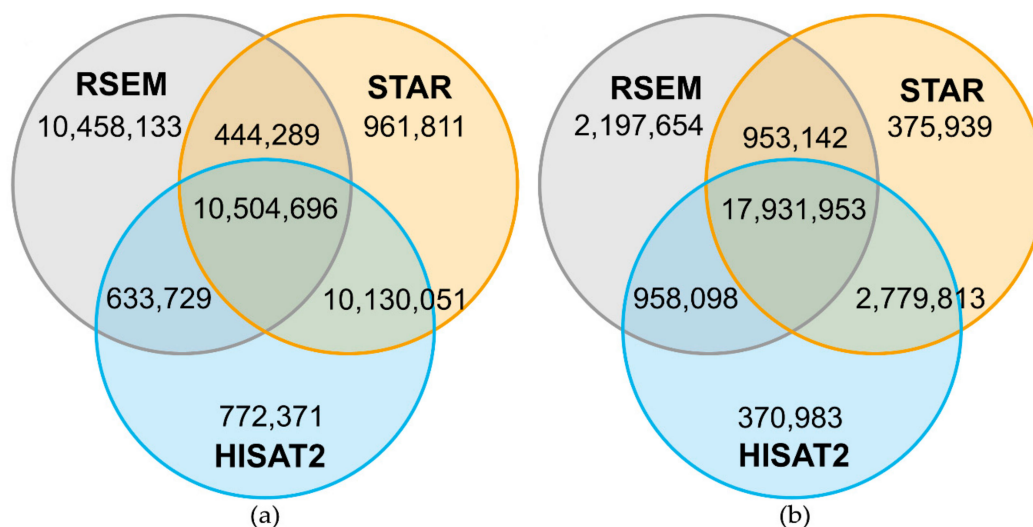 RSEM
10,458,133
STAR
961,811
444,289
10,504,696
633,729
10,130,051
772,371
HISAT2
(a)
RSEM
2,197,654
STAR
375,939
953,142
17,931,953
958,098
2,779,813
370,983
HISAT2
(b)